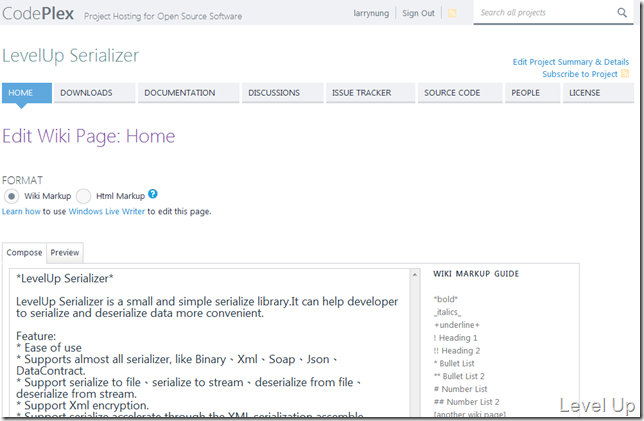 CodePlex Project Hosting for Open Source Software
larrynung Sign Out
Search all projects
LevelUp Serializer
Edit Project Summary & Details
Subscribe to Project
HOME DOWNLOADS DOCUMENTATION DISCUSSIONS ISSUE TRACKER SOURCE CODE PEOPLE LICENSE
Edit Wiki Page: Home
FORMAT
Wiki Markup Html Markup ?
Learn how to use Windows Live Writer to edit this page.
Compose Preview
*LevelUp Serializer*
LevelUp Serializer is a small and simple serialize library.It can help developer
to serialize and deserialize data more convenient.
Feature:
* Ease of use
* Supports almost all serializer, like Binary、Xml、Soap、Json、
DataContract.
* Support serialize to file、serialize to stream、deserialize from file、
deserialize from stream.
* Support Xml encryption.
* Support serialize accelerate through the XML serialization assemble
WIKI MARKUP GUIDE
*bold*
_italics_
+underline+
! Heading 1
!! Heading 2
* Bullet List
** Bullet List 2
# Number List
## Number List 2
[another wiki page]
Level Up